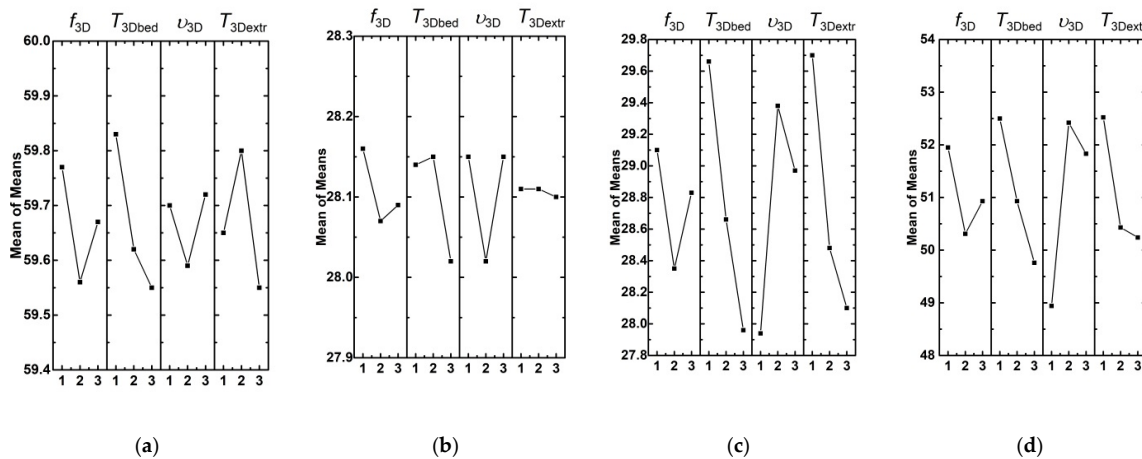 f3D T3Dbed υ3D T3Dextr
60.0
59.9
59.8
59.7
59.6
59.5
59.4
Mean of Means
1 2 3 1 2 3 1 2 3 1 2 3
(a)
f3D T3Dbed υ3D T3Dextr
28.3
28.2
28.1
28.0
27.9
Mean of Means
1 2 3 1 2 3 1 2 3 1 2 3
(b)
f3D T3Dbed υ3D T3Dextr
29.8
29.6
29.4
29.2
29.0
28.8
28.6
28.4
28.2
28.0
27.8
Mean of Means
1 2 3 1 2 3 1 2 3 1 2 3
(c)
f3D T3Dbed υ3D T3Dextr
54
53
52
51
50
49
48
Mean of Means
1 2 3 1 2 3 1 2 3 1 2 3
(d)